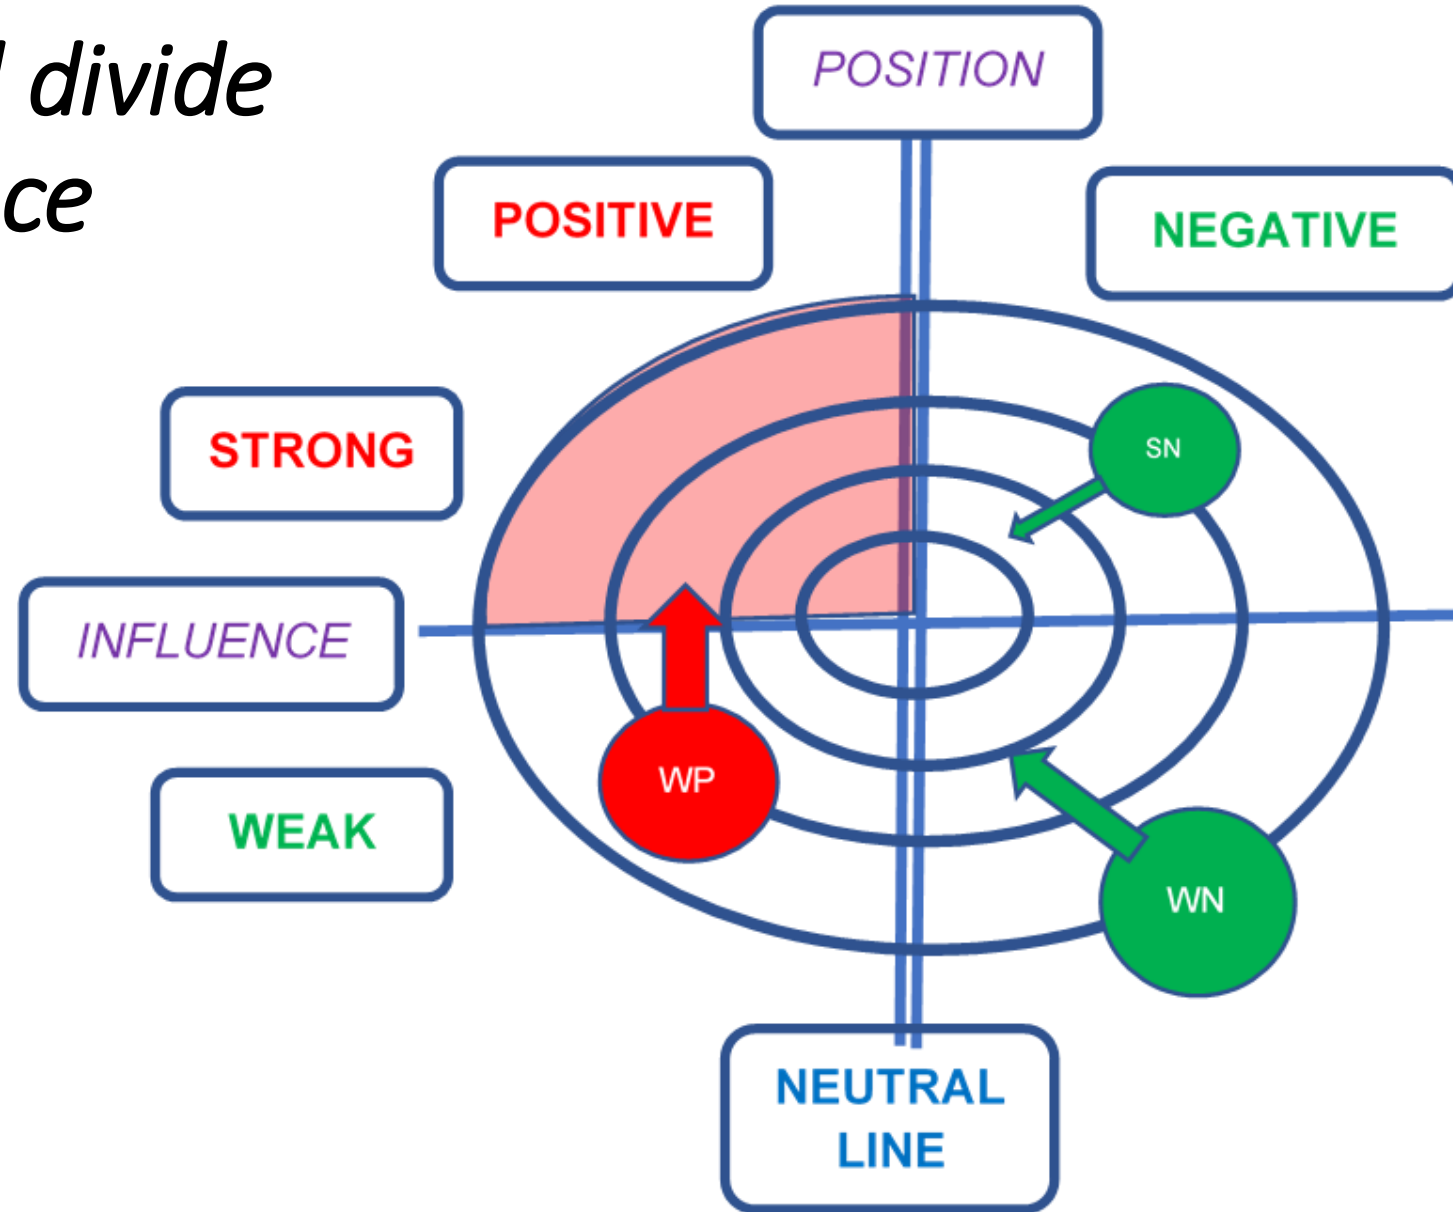 divide
ce
POSITION
POSITIVE
NEGATIVE
STRONG
SN
INFLUENCE
WP
WEAK
WN
NEUTRAL
LINE